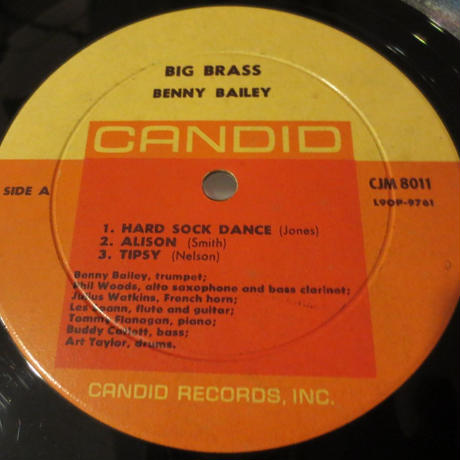 BIG BRASS
BENNY BAILEY
CANDID
SIDE A
CJM 8011
L90P-9761
1. HARD SOCK DANCE (Jones)
2. ALISON (Smith)
3. TIPSY (Nelson)
Benny Bailey, trumpet;
Phil Woods, alto saxophone and bass clarinet;
Julius Watkins, French horn;
Les Spann, flute and guitar;
Tommy Flanagan, piano;
Buddy Catlett, bass;
Art Taylor, drums.
CANDID RECORDS, INC.